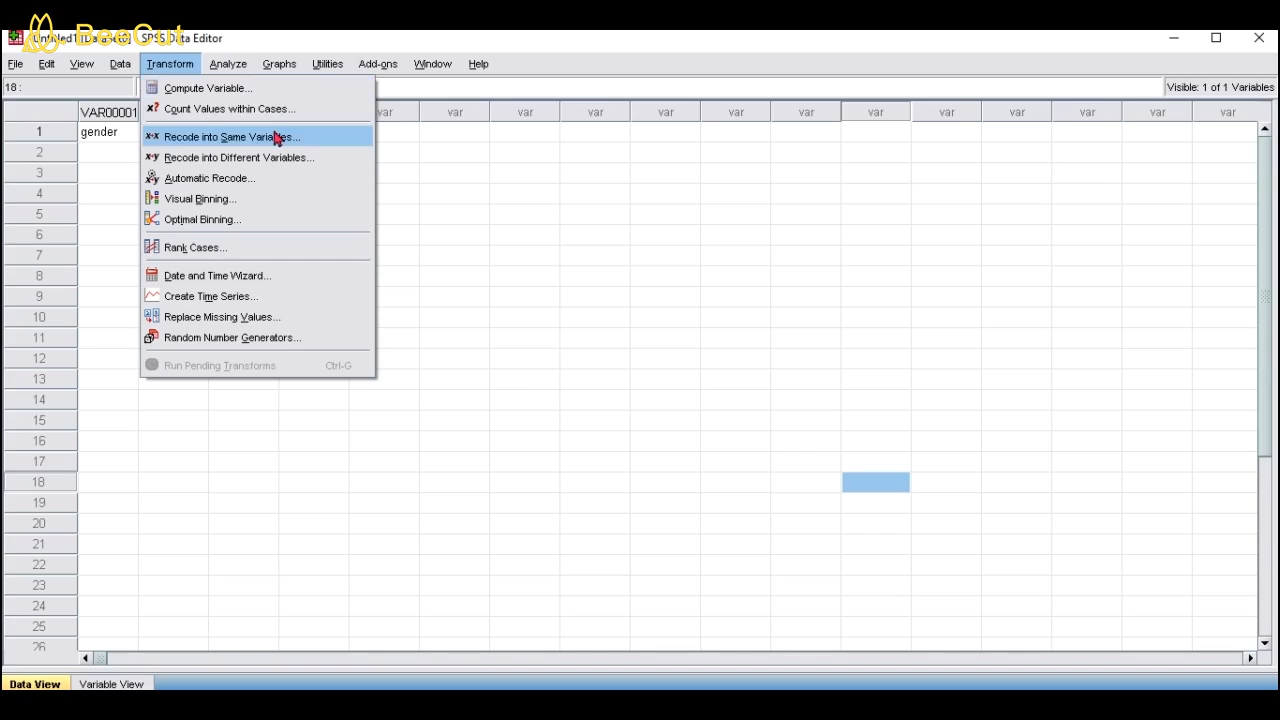 BeeCut
Untitled1 [DataSet0] - SPSS Data Editor
File Edit View Data Transform Analyze Graphs Utilities Add-ons Window Help
18 :
Visible: 1 of 1 Variables
VAR00001 var var var var var var var var var var var var var
1 gender
2
3
4
5
6
7
8
9
10
11
12
13
14
15
16
17
18
19
20
21
22
23
24
25
26
Compute Variable...
Count Values within Cases...
Recode into Same Variables...
Recode into Different Variables...
Automatic Recode...
Visual Binning...
Optimal Binning...
Rank Cases...
Date and Time Wizard...
Create Time Series...
Replace Missing Values...
Random Number Generators...
Run Pending Transforms Ctrl-G
Data View Variable View